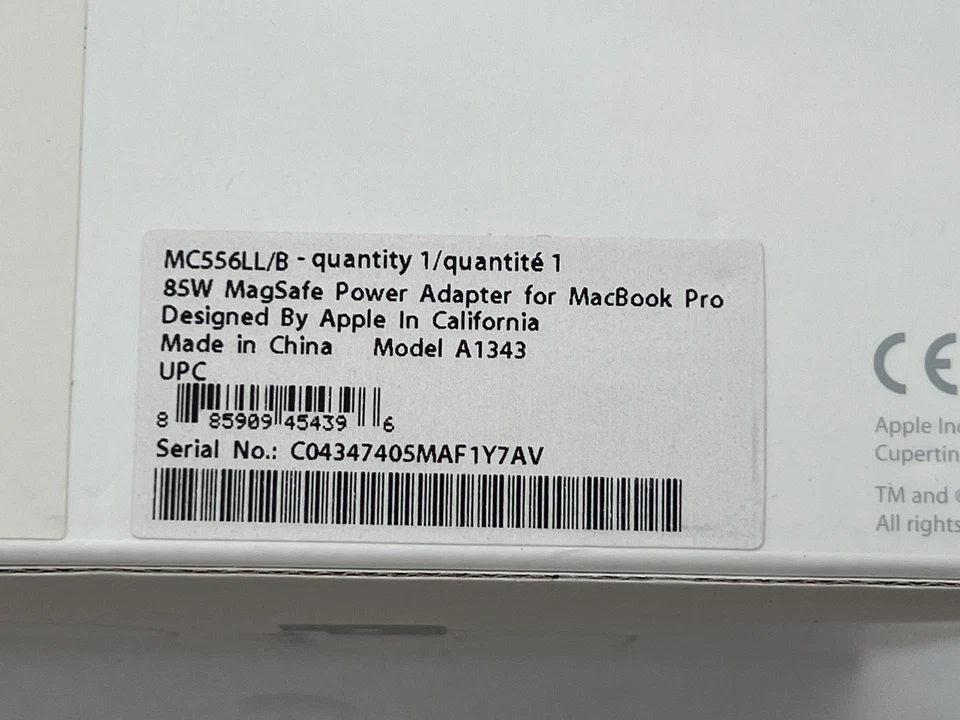 MC556LL/B - quantity 1/quantité 1
85W MagSafe Power Adapter for MacBook Pro
Designed By Apple In California
Made in China Model A1343
UPC
8 85909 45439 6
Serial No.: C04347405MAF1Y7AV
CE
Apple Inc
Cupertin
TM and ©
All rights